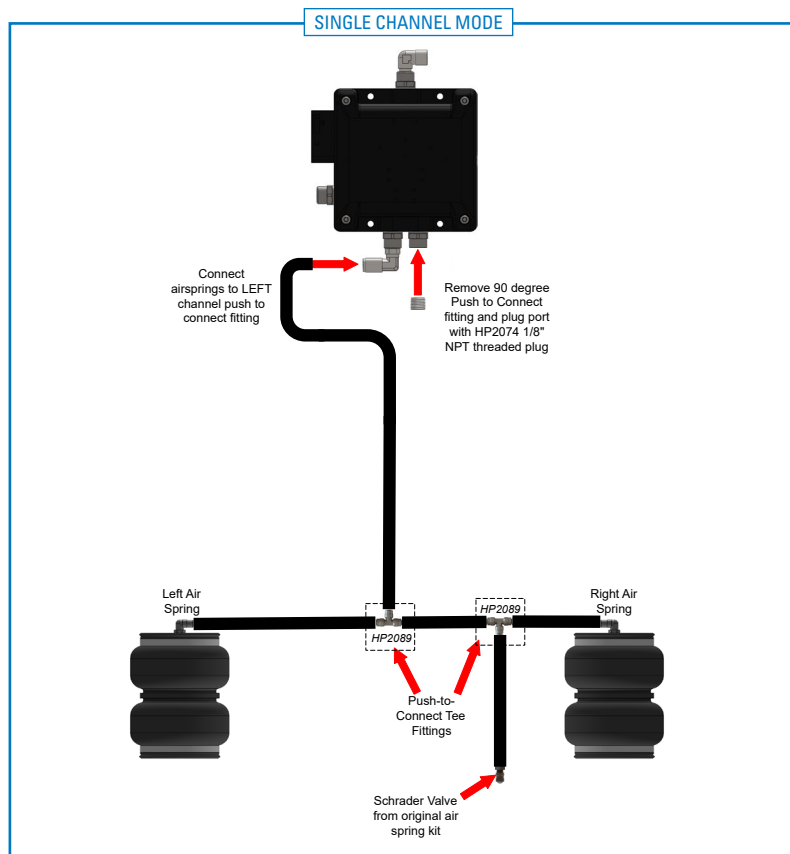 SINGLE CHANNEL MODE
Connect
airsprings to LEFT
channel push to
connect fitting
Remove 90 degree
Push to Connect
fitting and plug port
with HP2074 1/8"
NPT threaded plug
Left Air
Spring
HP2089
HP2089
Right Air
Spring
Push-to-
Connect Tee
Fittings
Schrader Valve
from original air
spring kit